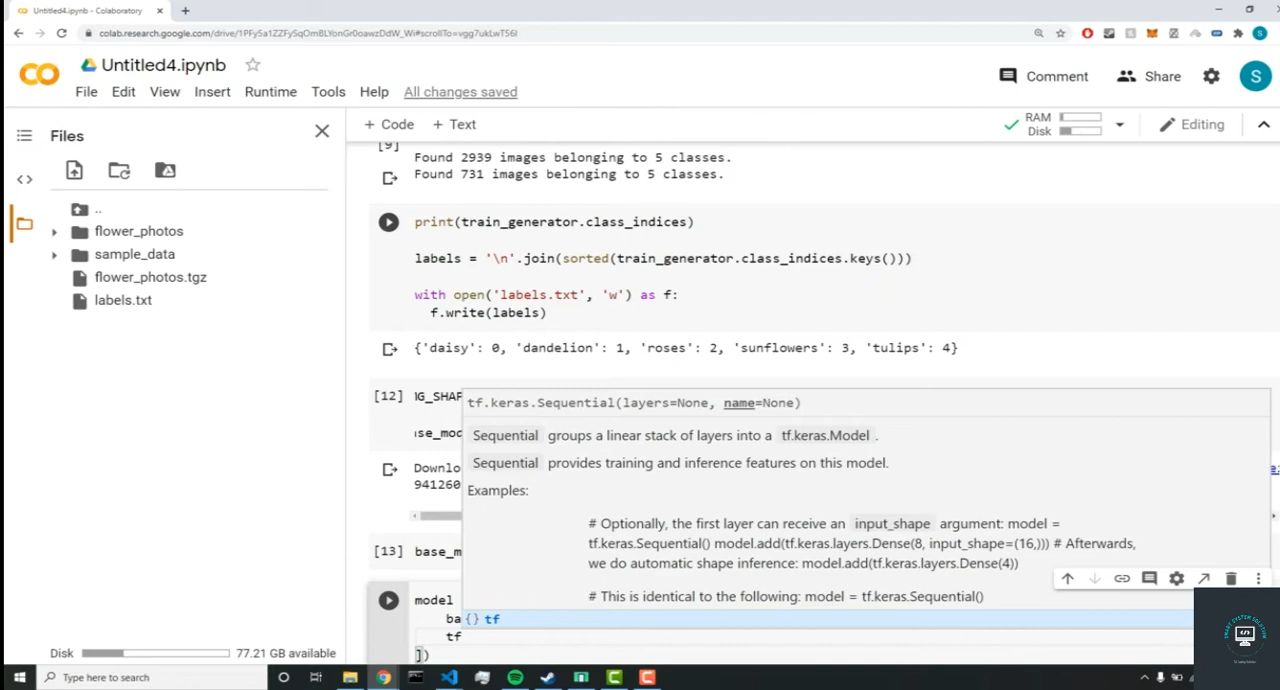 Untitled4.ipynb - Colaboratory
colab.research.google.com/drive/1PFy5a1ZZFySqOmBLYonGr0oawzDdW_Wi#scrollTo=vgg7ukLwT56I
Untitled4.ipynb
Comment Share S
File Edit View Insert Runtime Tools Help All changes saved
Files
+ Code + Text
RAM
Disk
Editing
[9]
Found 2939 images belonging to 5 classes.
Found 731 images belonging to 5 classes.
..
flower_photos
sample_data
flower_photos.tgz
labels.txt
print(train_generator.class_indices)
labels = '\n'.join(sorted(train_generator.class_indices.keys()))
with open('labels.txt', 'w') as f:
f.write(labels)
{'daisy': 0, 'dandelion': 1, 'roses': 2, 'sunflowers': 3, 'tulips': 4}
[12]
tf.keras.Sequential(layers=None, name=None)
Sequential groups a linear stack of layers into a tf.keras.Model .
Sequential provides training and inference features on this model.
Examples:
Downlo
941260
# Optionally, the first layer can receive an input_shape argument: model =
tf.keras.Sequential() model.add(tf.keras.layers.Dense(8, input_shape=(16,))) # Afterwards,
we do automatic shape inference: model.add(tf.keras.layers.Dense(4))
# This is identical to the following: model = tf.keras.Sequential()
[13] base_m
model
ba {} tf
tf
])
Disk 77.21 GB available
SMART SYSTEM SOLUTION
Type here to search